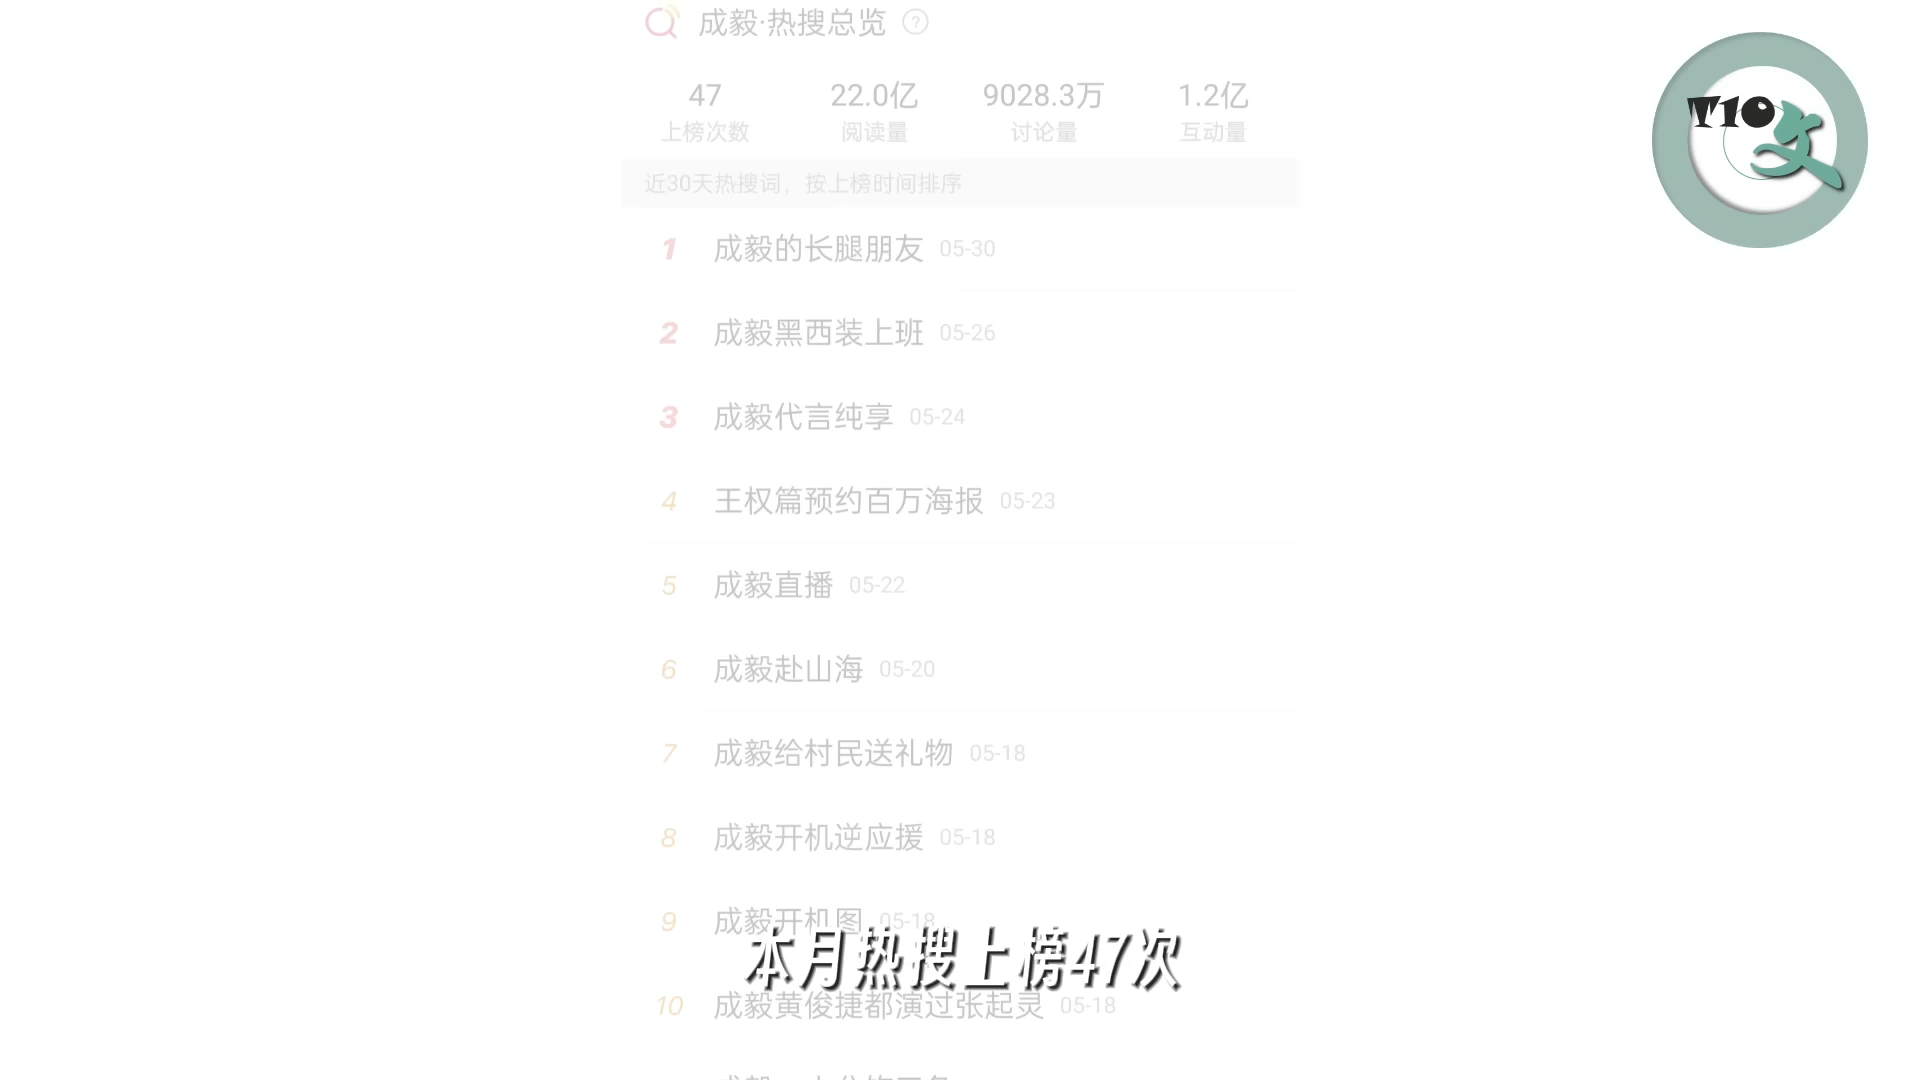 成毅·热搜总览 ?
47 22.0亿 9028.3万 1.2亿
上榜次数 阅读量 讨论量 互动量
近30天热搜词，按上榜时间排序
1 成毅的长腿朋友 05-30
2 成毅黑西装上班 05-26
3 成毅代言纯享 05-24
4 王权篇预约百万海报 05-23
5 成毅直播 05-22
6 成毅赴山海 05-20
7 成毅给村民送礼物 05-18
8 成毅开机逆应援 05-18
9 成毅开机图 05-18
本月热搜上榜47次
10 成毅黄俊捷都演过张起灵 05-18
T10文